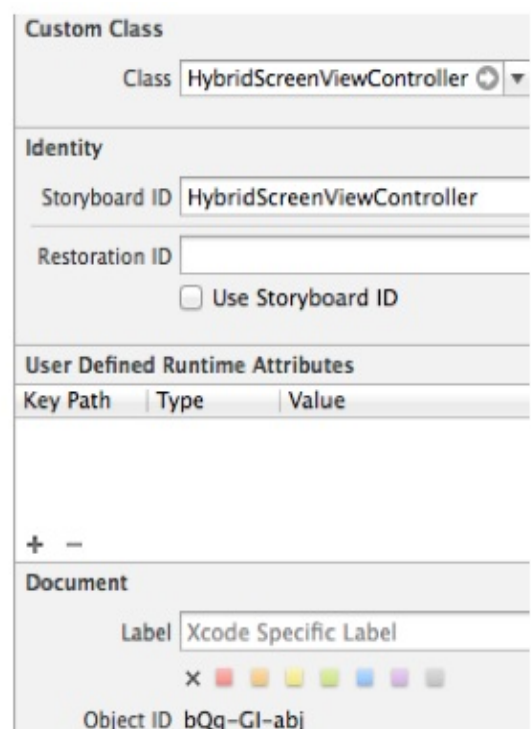 Custom Class
Class HybridScreenViewController
Identity
Storyboard ID HybridScreenViewController
Restoration ID
Use Storyboard ID
User Defined Runtime Attributes
Key Path Type Value
+ −
Document
Label Xcode Specific Label
Object ID bQq-GI-abj